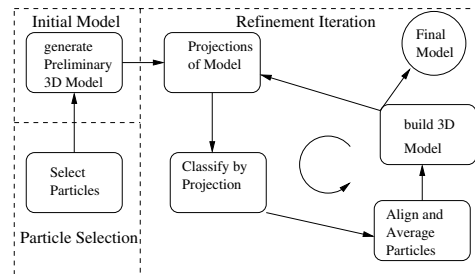 Initial Model
Refinement Iteration
generate
Preliminary
3D Model
Projections
of Model
Final
Model
build 3D
Model
Select
Particles
Classify by
Projection
Align and
Average
Particles
Particle Selection